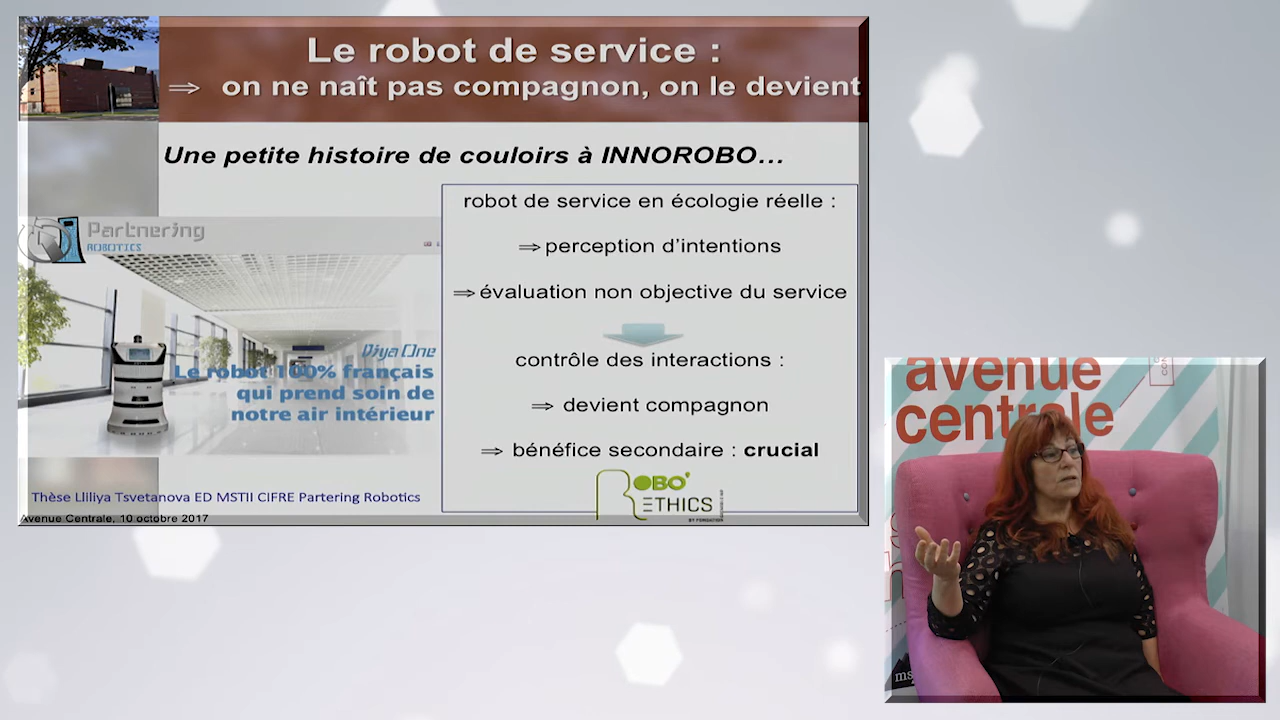 Le robot de service :
⇒ on ne naît pas compagnon, on le devient
Une petite histoire de couloirs à INNOROBO…
Partnering
ROBOTICS
Diya One
Le robot 100% français
qui prend soin de
notre air intérieur
robot de service en écologie réelle :
⇒ perception d’intentions
⇒ évaluation non objective du service
contrôle des interactions :
⇒ devient compagnon
⇒ bénéfice secondaire : crucial
ROBO'
ETHICS
BY FONDATION
Thèse Lliliya Tsvetanova ED MSTII CIFRE Partering Robotics
Avenue Centrale, 10 octobre 2017
avenue
centrale